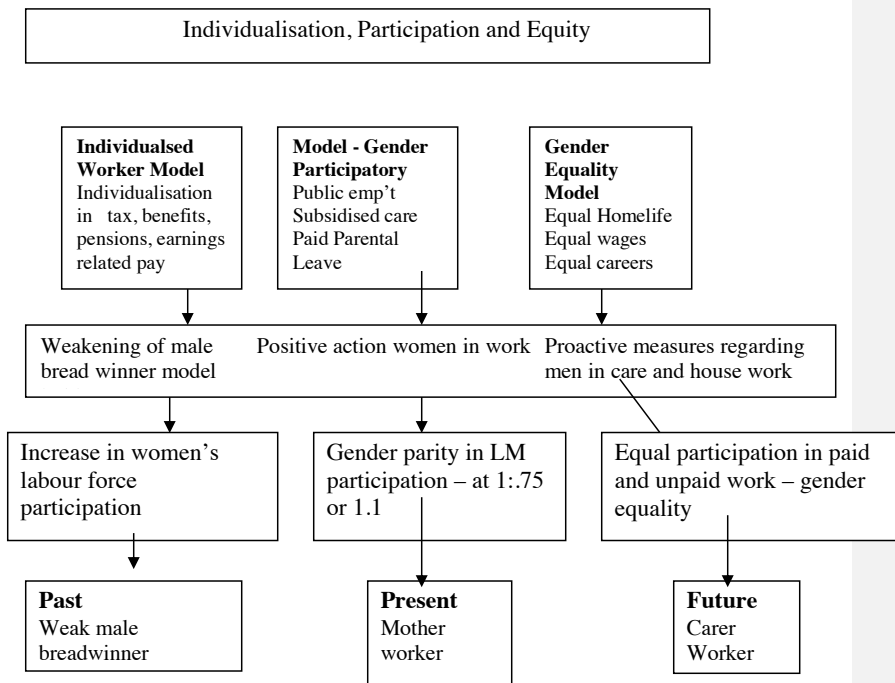 Individualisation, Participation and Equity
Individualsed
Worker Model
Individualisation
in tax, benefits,
pensions, earnings
related pay
Model - Gender
Participatory
Public emp't
Subsidised care
Paid Parental
Leave
Gender
Equality
Model
Equal Homelife
Equal wages
Equal careers
Weakening of male
bread winner model
Positive action women in work
Proactive measures regarding
men in care and house work
Increase in women's
labour force
participation
Gender parity in LM
participation – at 1:.75
or 1.1
Equal participation in paid
and unpaid work – gender
equality
Past
Weak male
breadwinner
Present
Mother
worker
Future
Carer
Worker